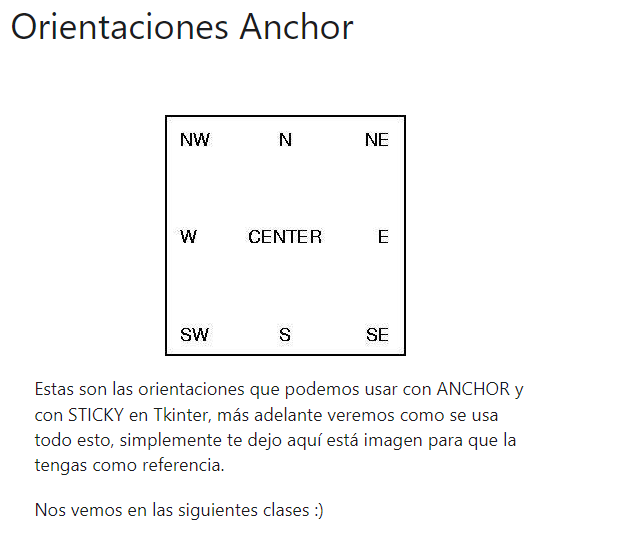 Orientaciones Anchor
NW N NE
W CENTER E
SW S SE
Estas son las orientaciones que podemos usar con ANCHOR y
con STICKY en Tkinter, más adelante veremos como se usa
todo esto, simplemente te dejo aquí está imagen para que la
tengas como referencia.
Nos vemos en las siguientes clases :)